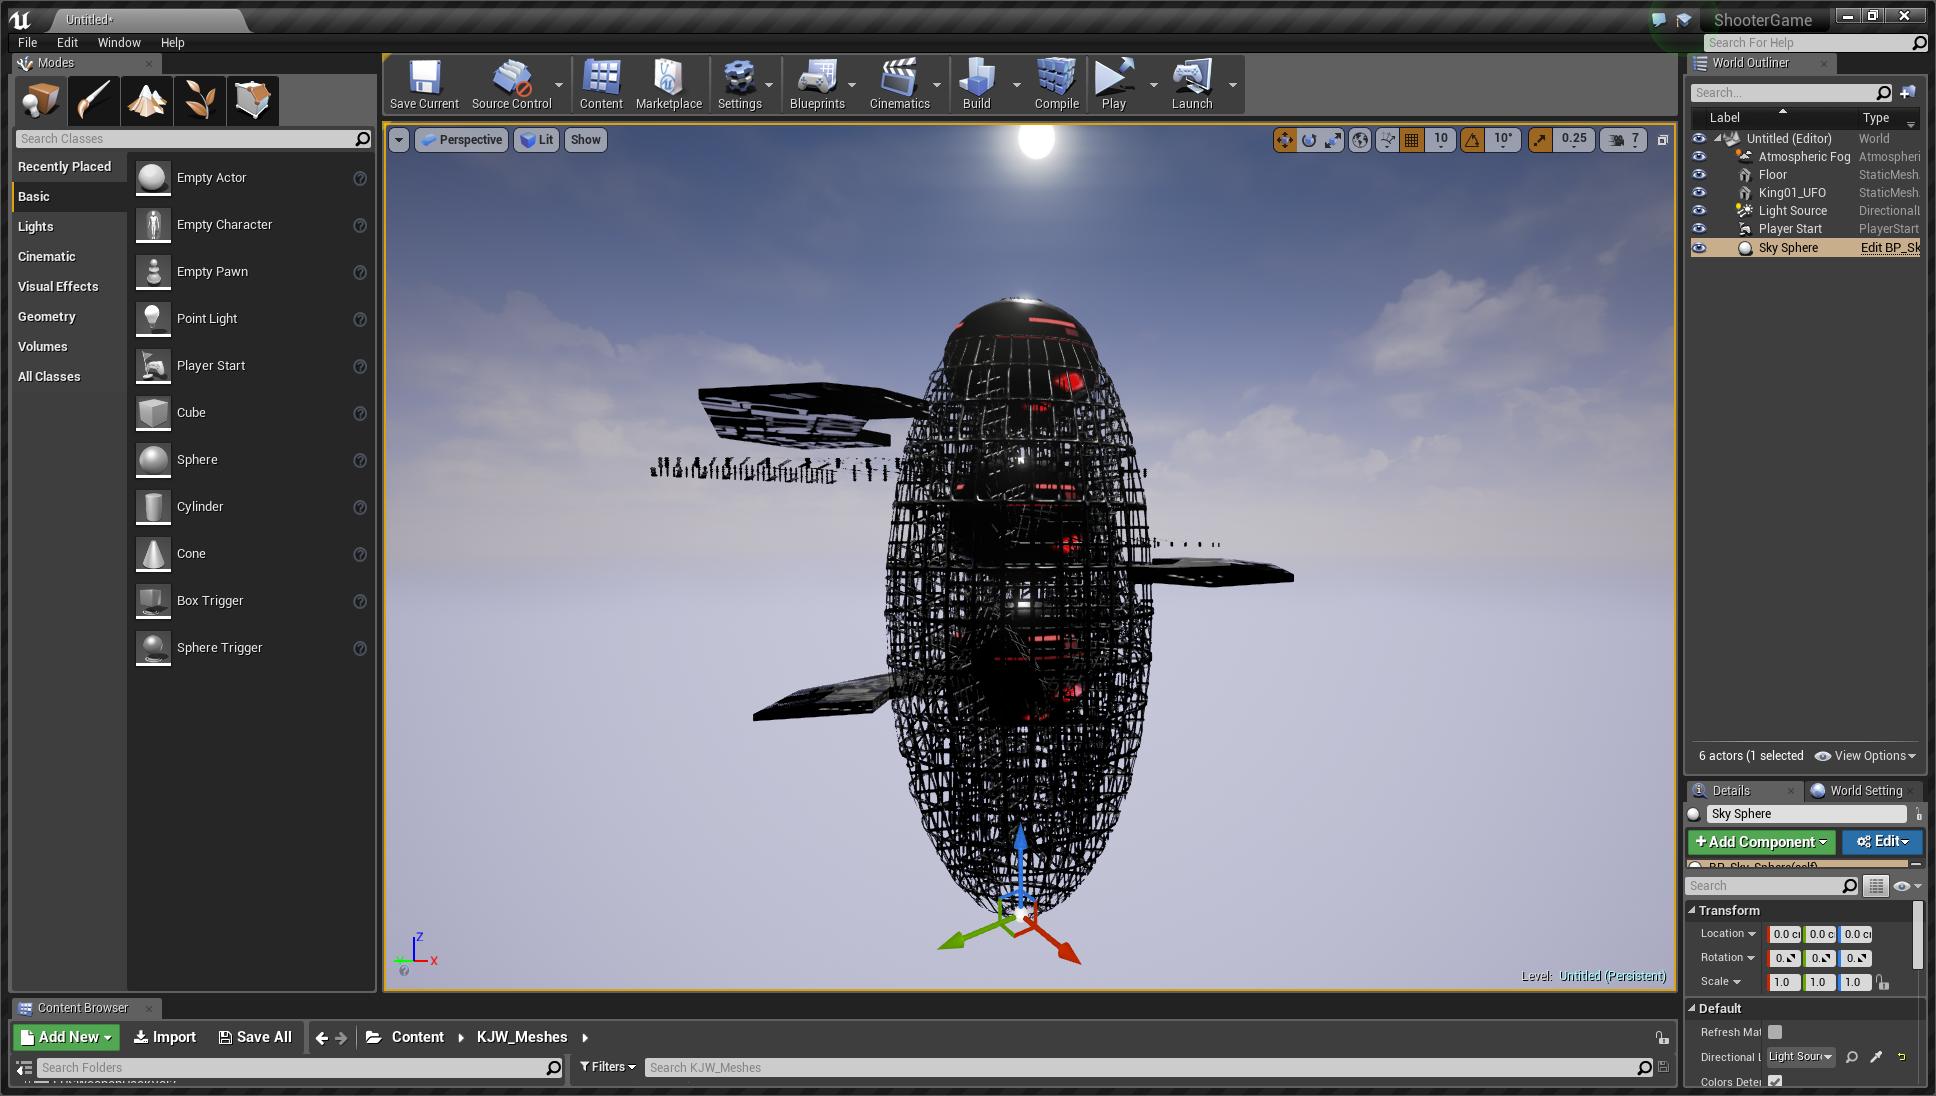 Untitled*
ShooterGame
File Edit Window Help
Search For Help
Modes
Search Classes
Recently Placed
Basic
Lights
Cinematic
Visual Effects
Geometry
Volumes
All Classes
Empty Actor
Empty Character
Empty Pawn
Point Light
Player Start
Cube
Sphere
Cylinder
Cone
Box Trigger
Sphere Trigger
Save Current Source Control Content Marketplace Settings Blueprints Cinematics Build Compile Play Launch
Perspective Lit Show 10 10° 0.25 7
Z
Y X
Level: Untitled (Persistent)
World Outliner
Search...
Label Type
Untitled (Editor) World
Atmospheric Fog Atmospheri
Floor StaticMesh
King01_UFO StaticMesh
Light Source Directionall
Player Start PlayerStart
Sky Sphere Edit BP_Sk
6 actors (1 selected View Options
Details World Setting
Sky Sphere
+Add Component Edit
BP_Sky_Sphere(self)
Search
Transform
Location 0.0 c 0.0 c 0.0 c
Rotation 0. 0. 0.
Scale 1.0 1.0 1.0
Default
Refresh Mat
Directional L Light Sour
Colors Deter
Content Browser
Add New Import Save All Content KJW_Meshes
Search Folders Filters Search KJW_Meshes